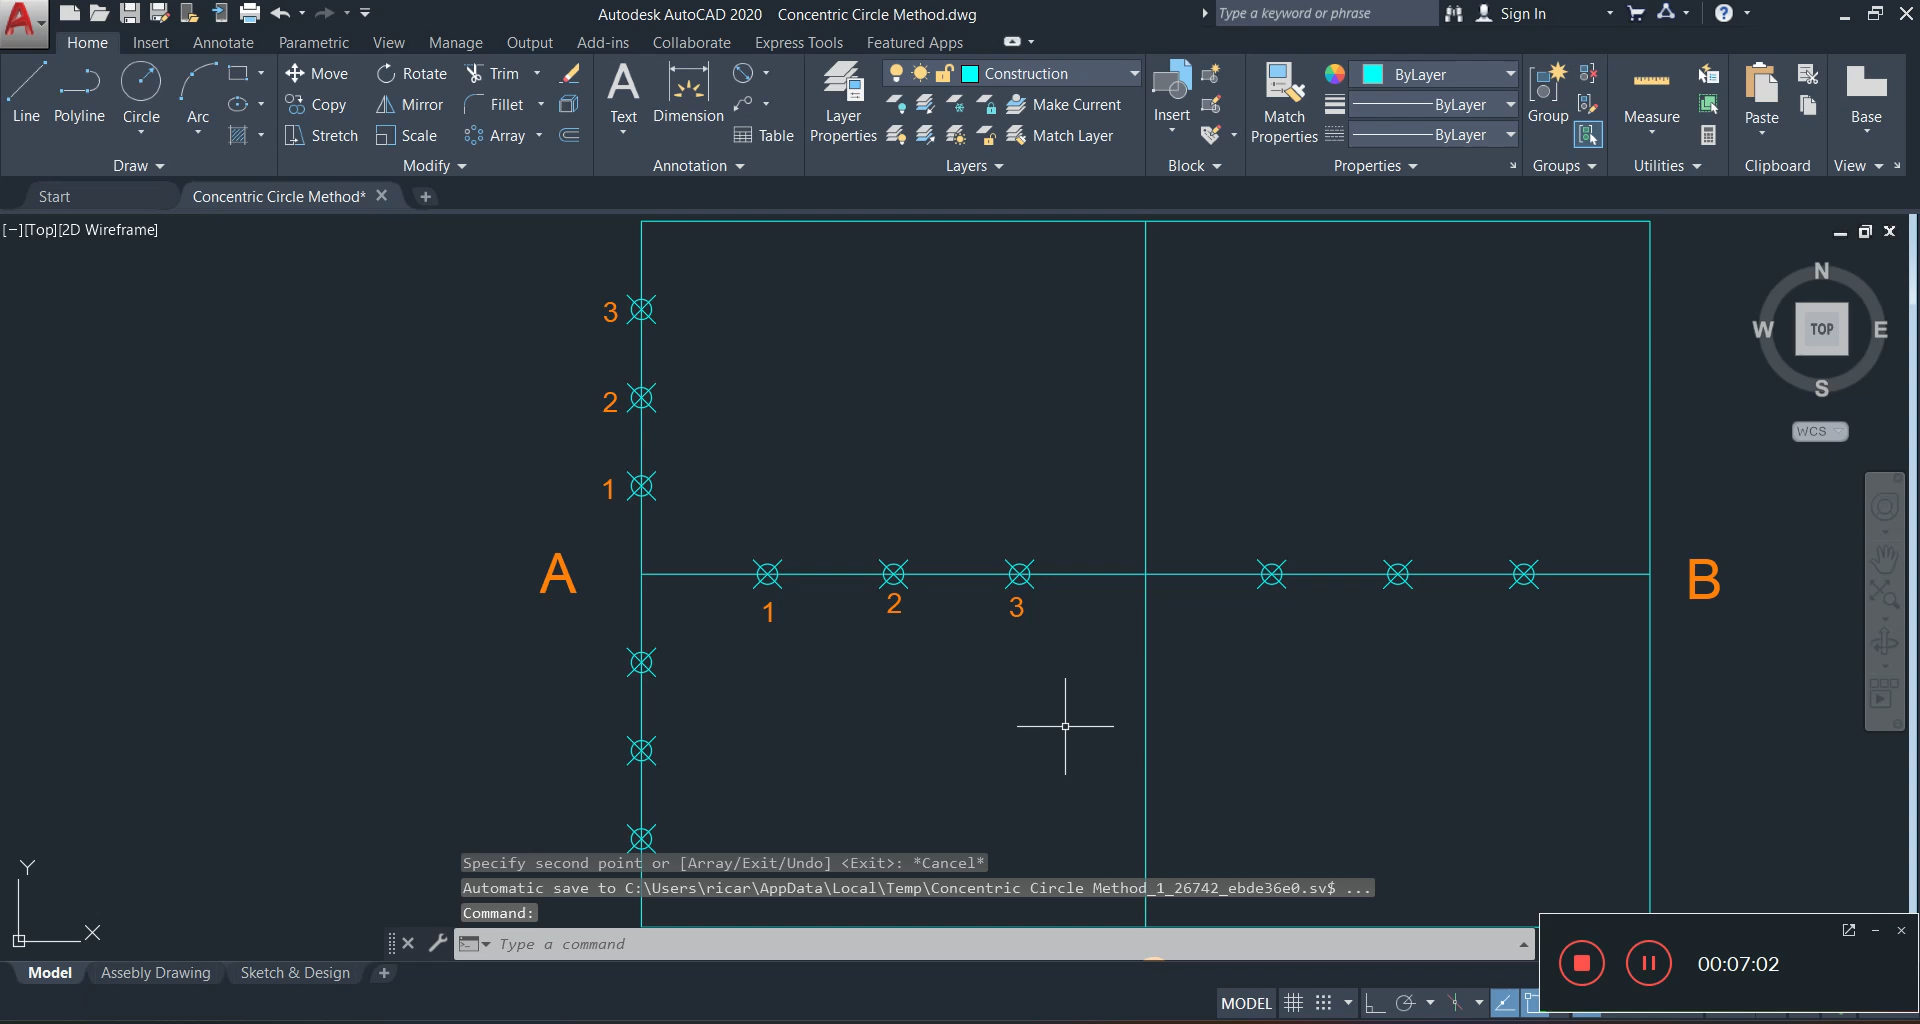 Autodesk AutoCAD 2020 Concentric Circle Method.dwg
Type a keyword or phrase
Sign In
Home Insert Annotate Parametric View Manage Output Add-ins Collaborate Express Tools Featured Apps
Line Polyline Circle Arc
Move Rotate Trim
Copy Mirror Fillet
Stretch Scale Array
Text Dimension Table
Layer Properties
Construction
Make Current
Match Layer
Insert
Match Properties
ByLayer
ByLayer
ByLayer
Group
Measure
Paste
Base
Draw Modify Annotation Layers Block Properties Groups Utilities Clipboard View
Start Concentric Circle Method*
[−][Top][2D Wireframe]
N
W TOP E
S
WCS
3
2
1
A
B
1 2 3
Y
X
Specify second point or [Array/Exit/Undo] <Exit>: *Cancel*
Automatic save to C:\Users\ricar\AppData\Local\Temp\Concentric Circle Method_1_26742_ebde36e0.sv$ ...
Command:
Type a command
Model Assebly Drawing Sketch & Design
MODEL
00:07:02